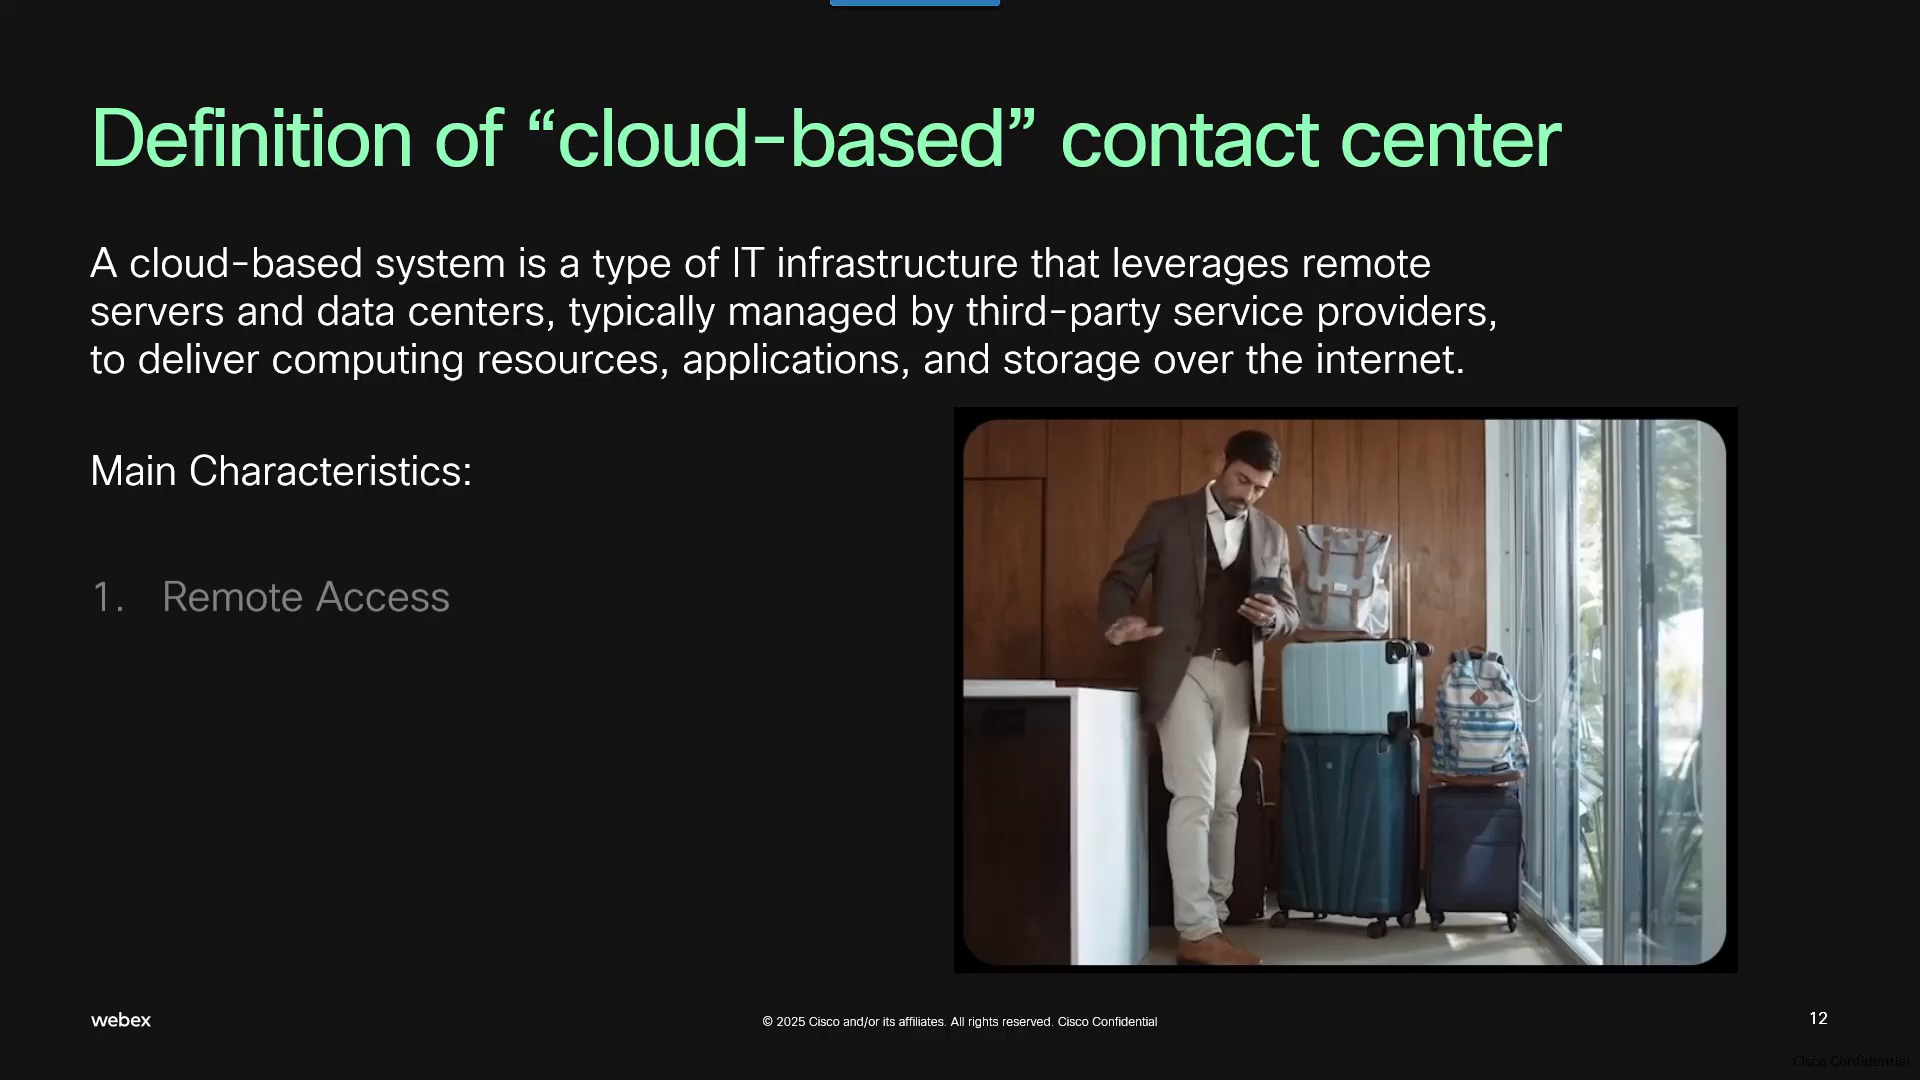 Definition of “cloud-based” contact center
A cloud-based system is a type of IT infrastructure that leverages remote
servers and data centers, typically managed by third-party service providers,
to deliver computing resources, applications, and storage over the internet.
Main Characteristics:
1. Remote Access
webex
© 2025 Cisco and/or its affiliates. All rights reserved. Cisco Confidential
12
Cisco Confidential